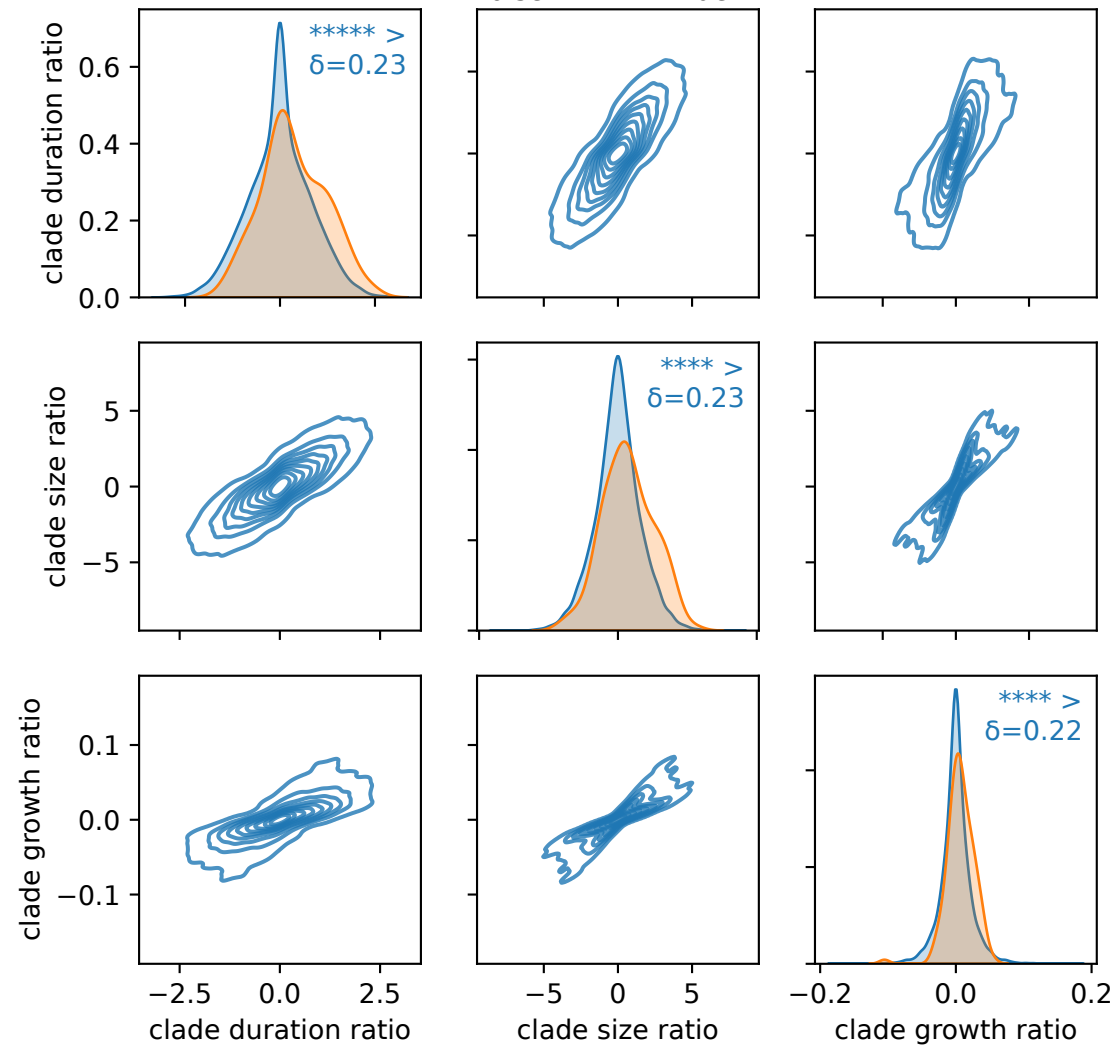 clade duration ratio
0.6
0.4
0.2
0.0
***** >
δ=0.23
clade size ratio
5
0
−5
**** >
δ=0.23
clade growth ratio
0.1
0.0
−0.1
**** >
δ=0.22
−2.5 0.0 2.5
−5 0 5
−0.2 0.0 0.2
clade duration ratio
clade size ratio
clade growth ratio